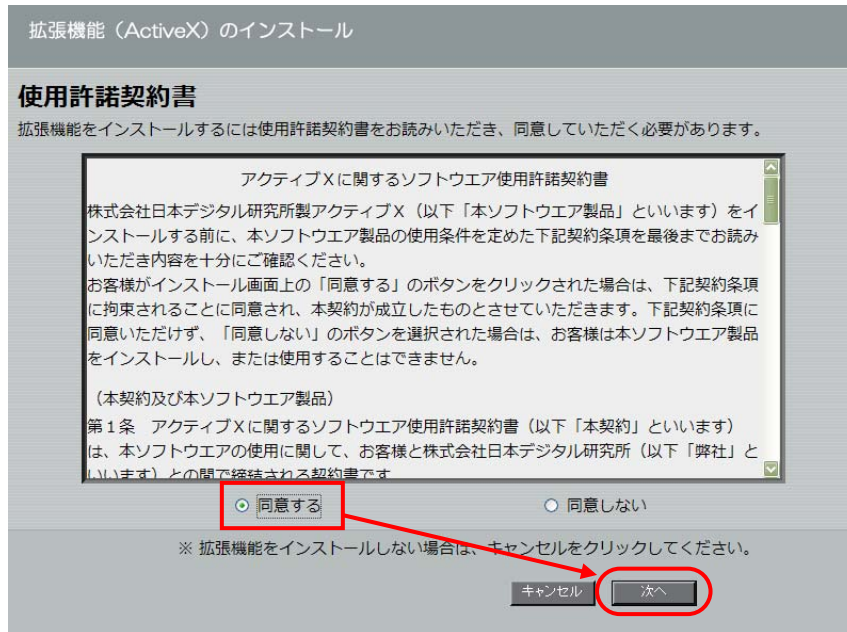 拡張機能（ActiveX）のインストール
使用許諾契約書
拡張機能をインストールするには使用許諾契約書をお読みいただき、同意していただく必要があります。
アクティブＸに関するソフトウエア使用許諾契約書
株式会社日本デジタル研究所製アクティブＸ（以下「本ソフトウエア製品」といいます）をイ
ンストールする前に、本ソフトウエア製品の使用条件を定めた下記契約条項を最後までお読み
いただき内容を十分にご確認ください。
お客様がインストール画面上の「同意する」のボタンをクリックされた場合は、下記契約条項
に拘束されることに同意され、本契約が成立したものとさせていただきます。下記契約条項に
同意いただけず、「同意しない」のボタンを選択された場合は、お客様は本ソフトウエア製品
をインストールし、または使用することはできません。
（本契約及び本ソフトウエア製品）
第１条　アクティブＸに関するソフトウエア使用許諾契約書（以下「本契約」といいます）
は、本ソフトウエアの使用に関して、お客様と株式会社日本デジタル研究所（以下「弊社」と
いいます）との間で締結される契約書です
同意する
同意しない
※ 拡張機能をインストールしない場合は、キャンセルをクリックしてください。
キャンセル
次へ